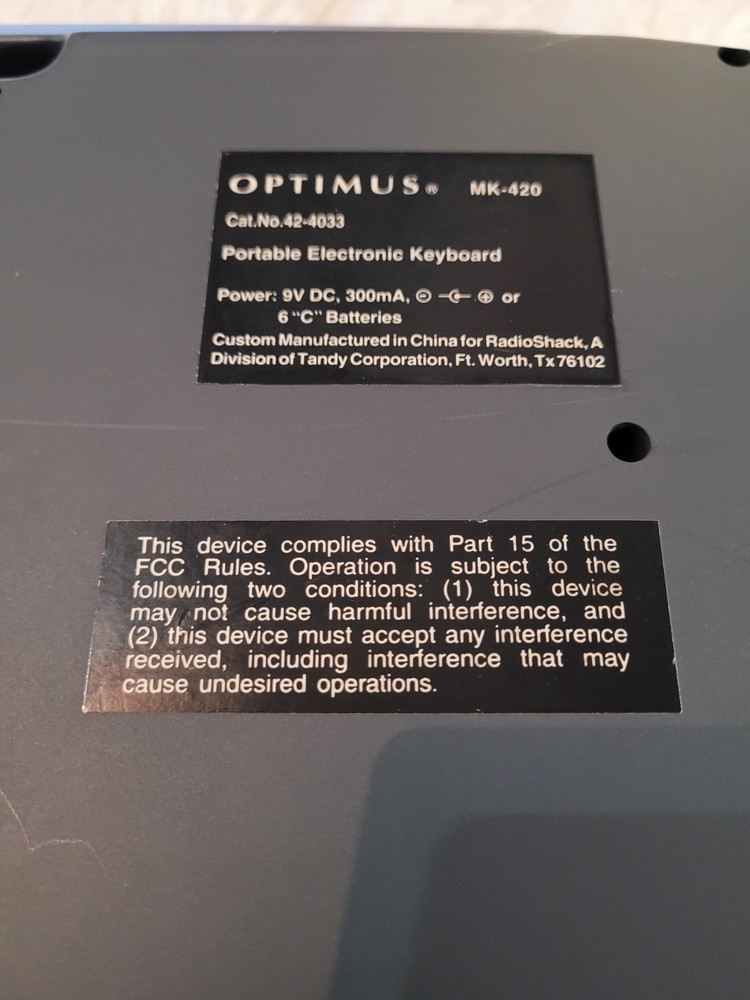 OPTIMUS® MK-420
Cat.No.42-4033
Portable Electronic Keyboard
Power: 9V DC, 300mA, ⊖-C-⊕ or
6 "C" Batteries
Custom Manufactured in China for RadioShack, A
Division of Tandy Corporation, Ft. Worth, Tx 76102
This device complies with Part 15 of the
FCC Rules. Operation is subject to the
following two conditions: (1) this device
may not cause harmful interference, and
(2) this device must accept any interference
received, including interference that may
cause undesired operations.